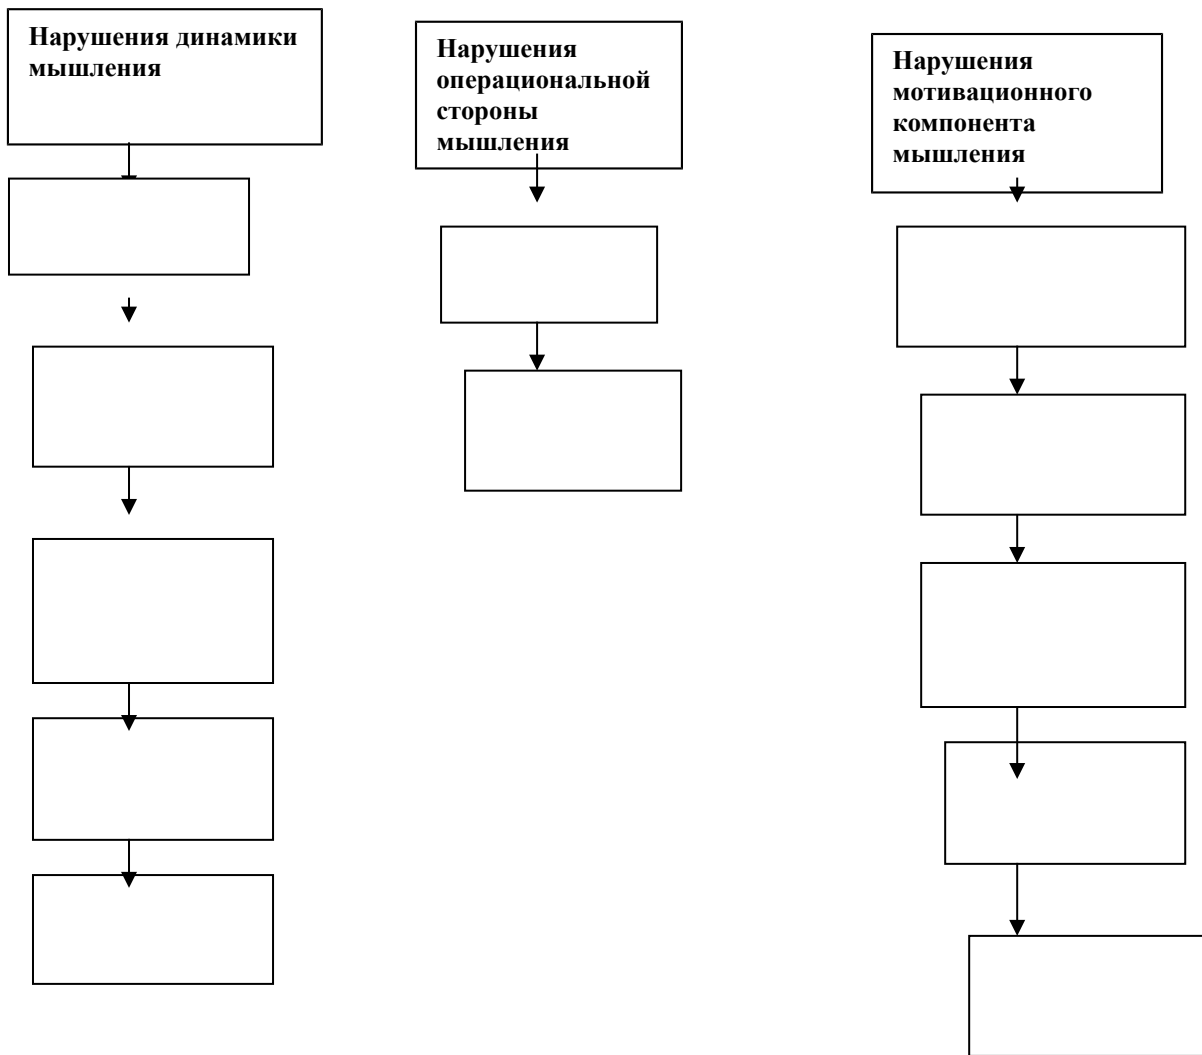 Нарушения динамики
мышления
Нарушения
операциональной
стороны
мышления
Нарушения
мотивационного
компонента
мышления